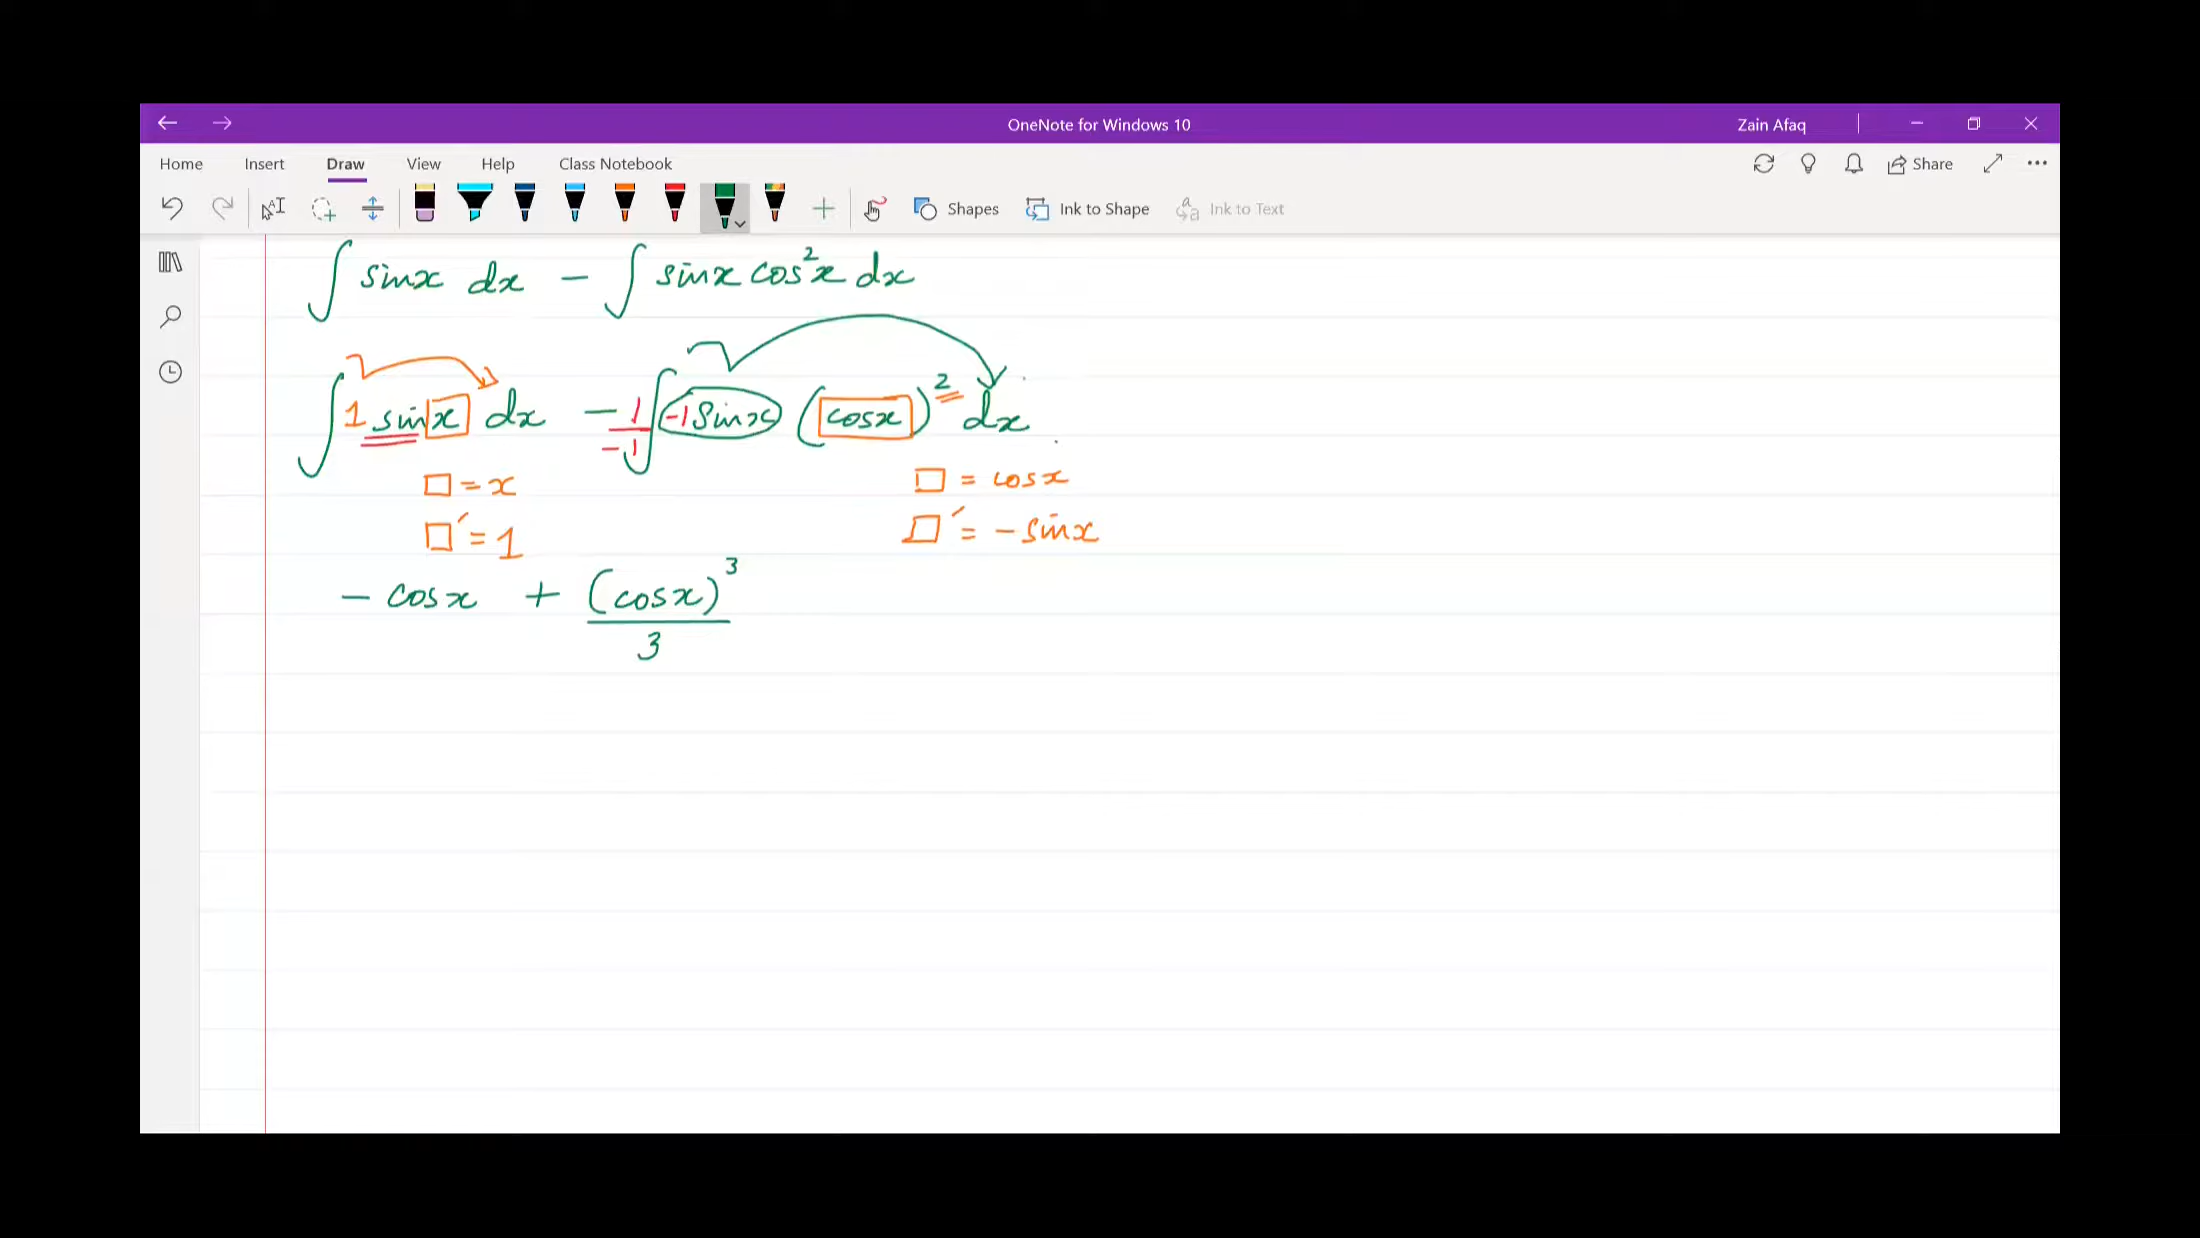 OneNote for Windows 10
Zain Afaq
Home Insert Draw View Help Class Notebook
Share
Shapes Ink to Shape Ink to Text
∫ sinx dx − ∫ sinx cos²x dx
∫ 1 sinx dx − 1/−1 ∫ −1 Sinx (cosx)² dx
□ = x
□ = cosx
□′ = 1
□′ = − sinx
− cosx + (cosx)³
3